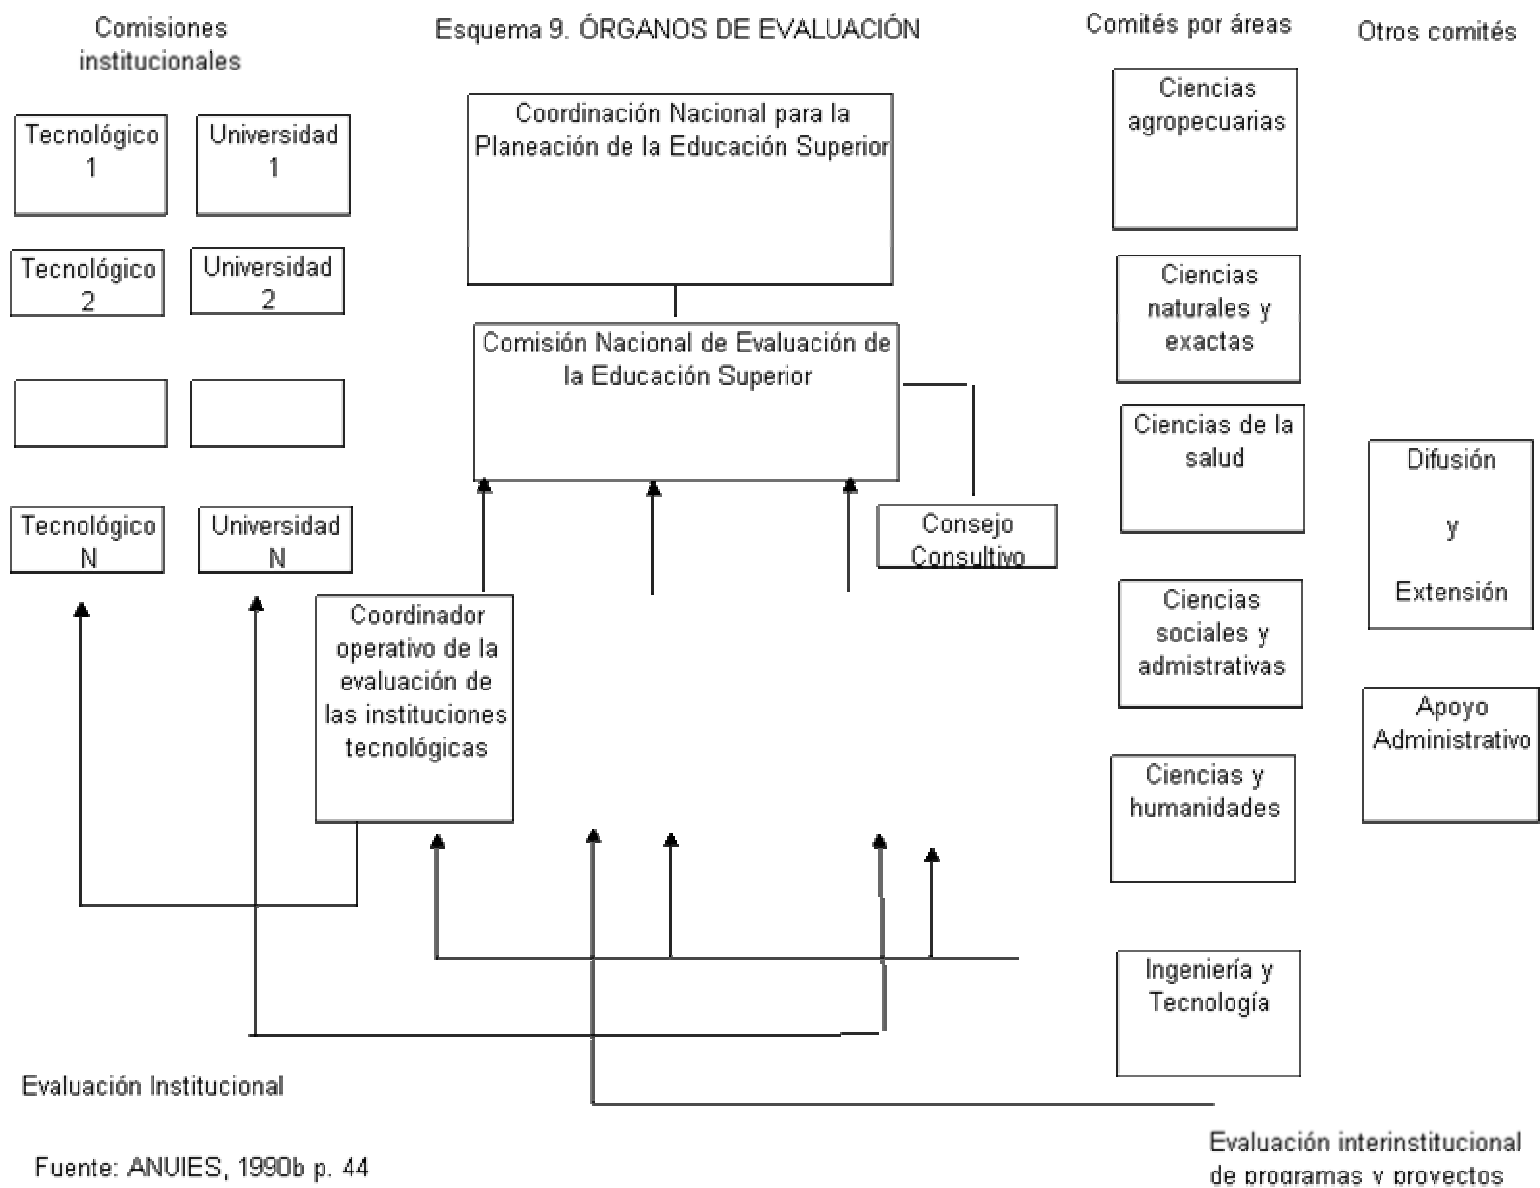 Comisiones
institucionales
Esquema 9. ÓRGANOS DE EVALUACIÓN
Comités por áreas
Otros comités
Tecnológico
1
Universidad
1
Tecnológico
2
Universidad
2
Tecnológico
N
Universidad
N
Coordinación Nacional para la
Planeación de la Educación Superior
Comisión Nacional de Evaluación de
la Educación Superior
Consejo
Consultivo
Coordinador
operativo de la
evaluación de
las instituciones
tecnológicas
Ciencias
agropecuarias
Ciencias
naturales y
exactas
Ciencias de la
salud
Ciencias
sociales y
admistrativas
Ciencias y
humanidades
Ingeniería y
Tecnología
Difusión
y
Extensión
Apoyo
Administrativo
Evaluación Institucional
Evaluación interinstitucional
de programas y proyectos
Fuente: ANUIES, 1990b p. 44